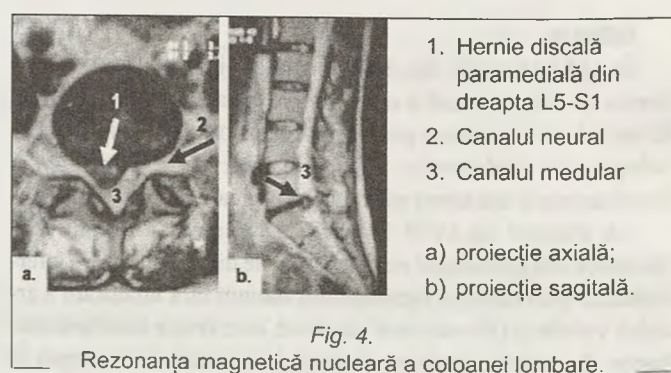 1
2
3
a.
3
b.
1. Hernie discală
paramedială din
dreapta L5-S1
2. Canalul neural
3. Canalul medular
a) proiecție axială;
b) proiecție sagitală.
Fig. 4.
Rezonanța magnetică nucleară a coloanei lombare.